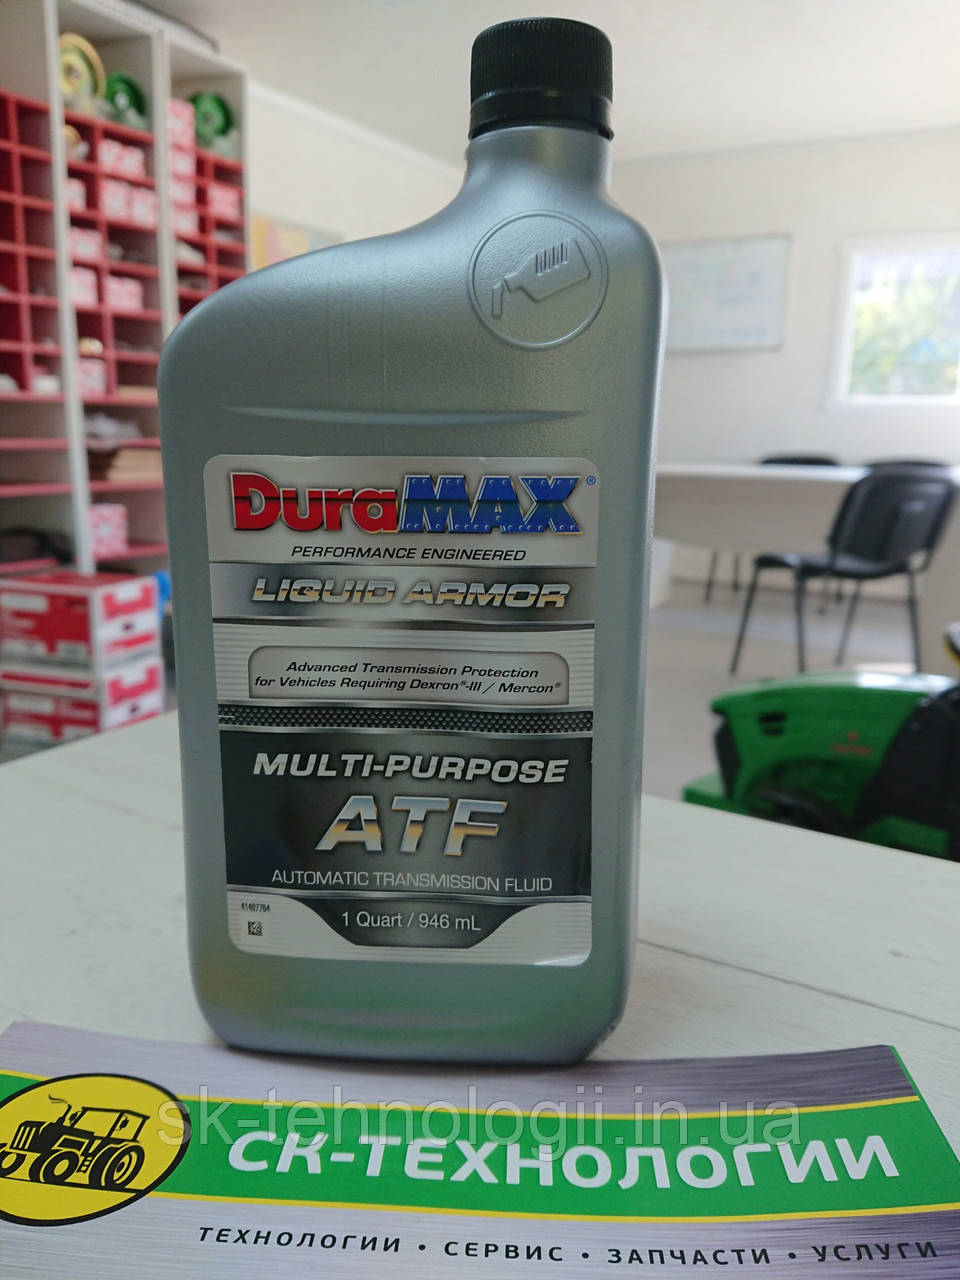 DuraMAX®
PERFORMANCE ENGINEERED
LIQUID ARMOR
Advanced Transmission Protection
for Vehicles Requiring Dexron®-III / Mercon®
MULTI-PURPOSE
ATF
AUTOMATIC TRANSMISSION FLUID
41407764
1 Quart / 946 mL
sk-tehnologii.in.ua
СК-ТЕХНОЛОГИИ
ТЕХНОЛОГИИ • СЕРВИС • ЗАПЧАСТИ • УСЛУГИ